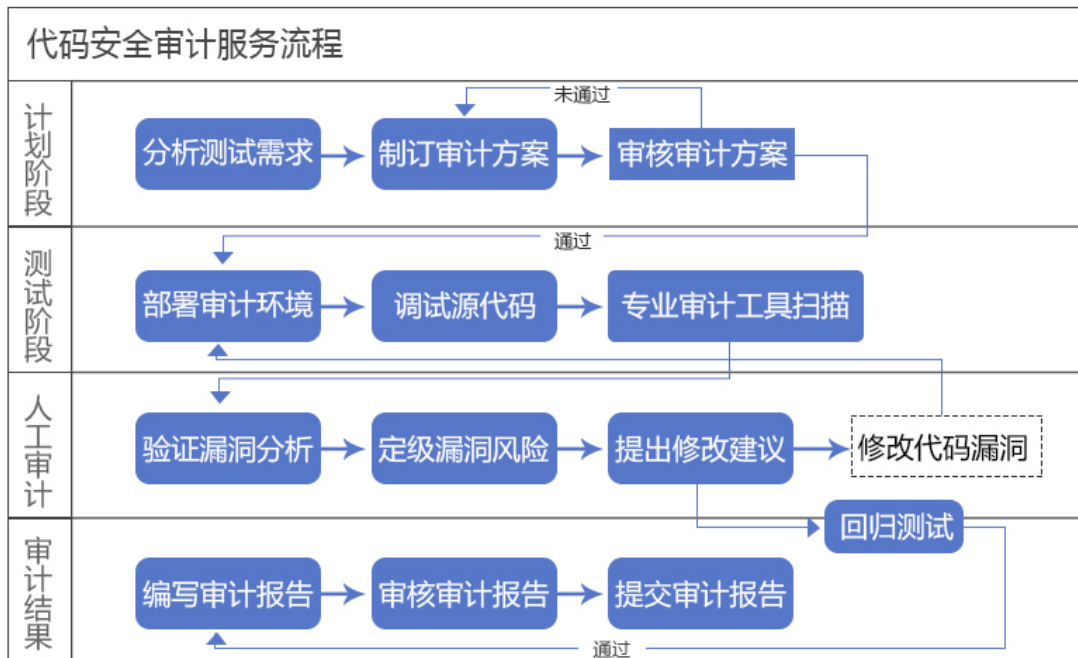 代码安全审计服务流程
计划阶段
未通过
分析测试需求
制订审计方案
审核审计方案
通过
测试阶段
部署审计环境
调试源代码
专业审计工具扫描
人工审计
验证漏洞分析
定级漏洞风险
提出修改建议
修改代码漏洞
回归测试
审计结果
编写审计报告
审核审计报告
提交审计报告
通过